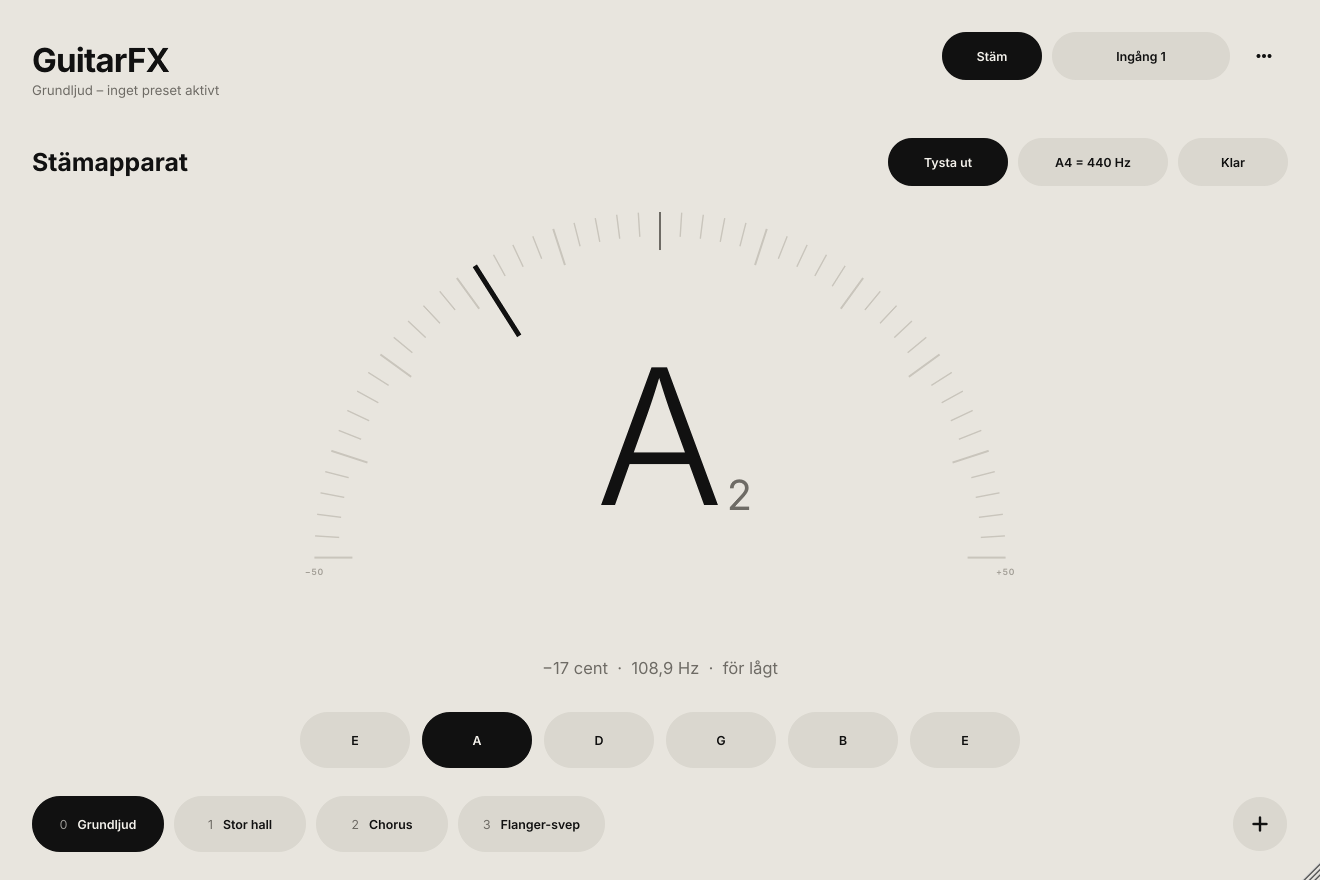 GuitarFX
Grundljud – inget preset aktivt
Stäm
Ingång 1
•••
Stämapparat
Tysta ut
A4 = 440 Hz
Klar
A2
−50
+50
−17 cent · 108,9 Hz · för lågt
E A D G B E
0 Grundljud
1 Stor hall
2 Chorus
3 Flanger-svep
+